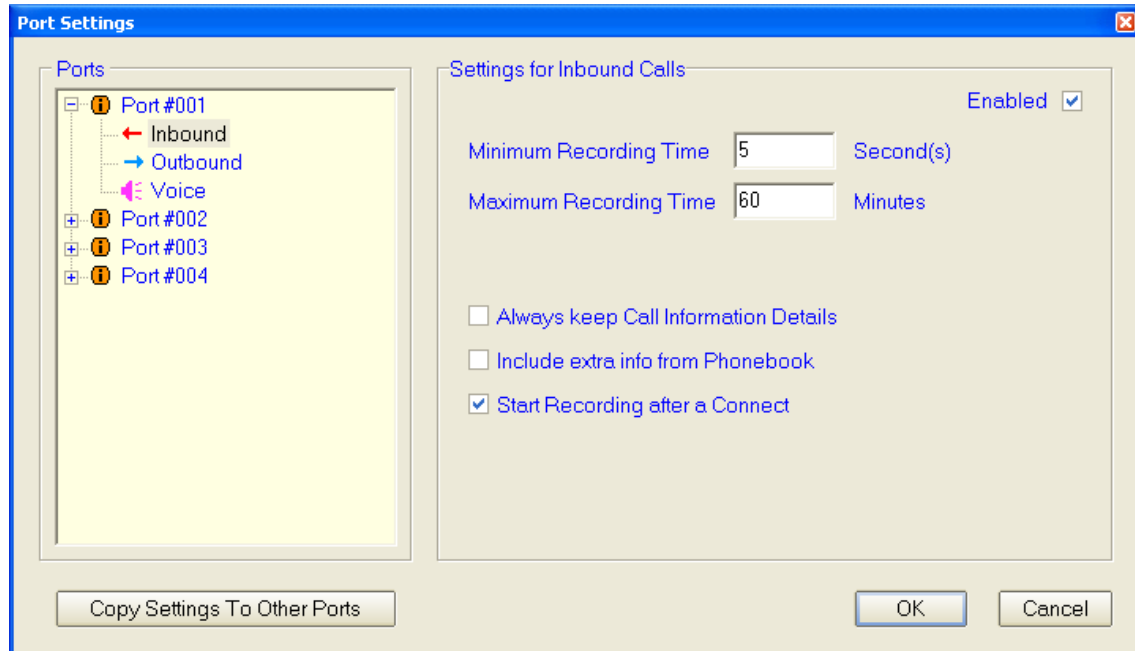 Port Settings
Ports
Port #001
Inbound
Outbound
Voice
Port #002
Port #003
Port #004
Settings for Inbound Calls
Enabled
Minimum Recording Time 5 Second(s)
Maximum Recording Time 60 Minutes
Always keep Call Information Details
Include extra info from Phonebook
Start Recording after a Connect
Copy Settings To Other Ports
OK
Cancel